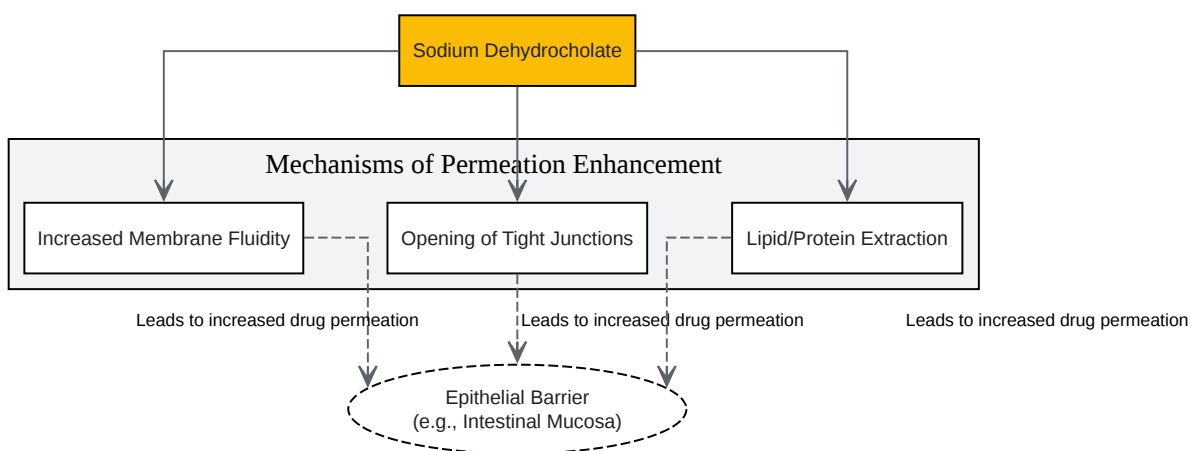 Sodium Dehydrocholate
Mechanisms of Permeation Enhancement
Increased Membrane Fluidity
Opening of Tight Junctions
Lipid/Protein Extraction
Leads to increased drug permeation
Leads to increased drug permeation
Leads to increased drug permeation
Epithelial Barrier
(e.g., Intestinal Mucosa)